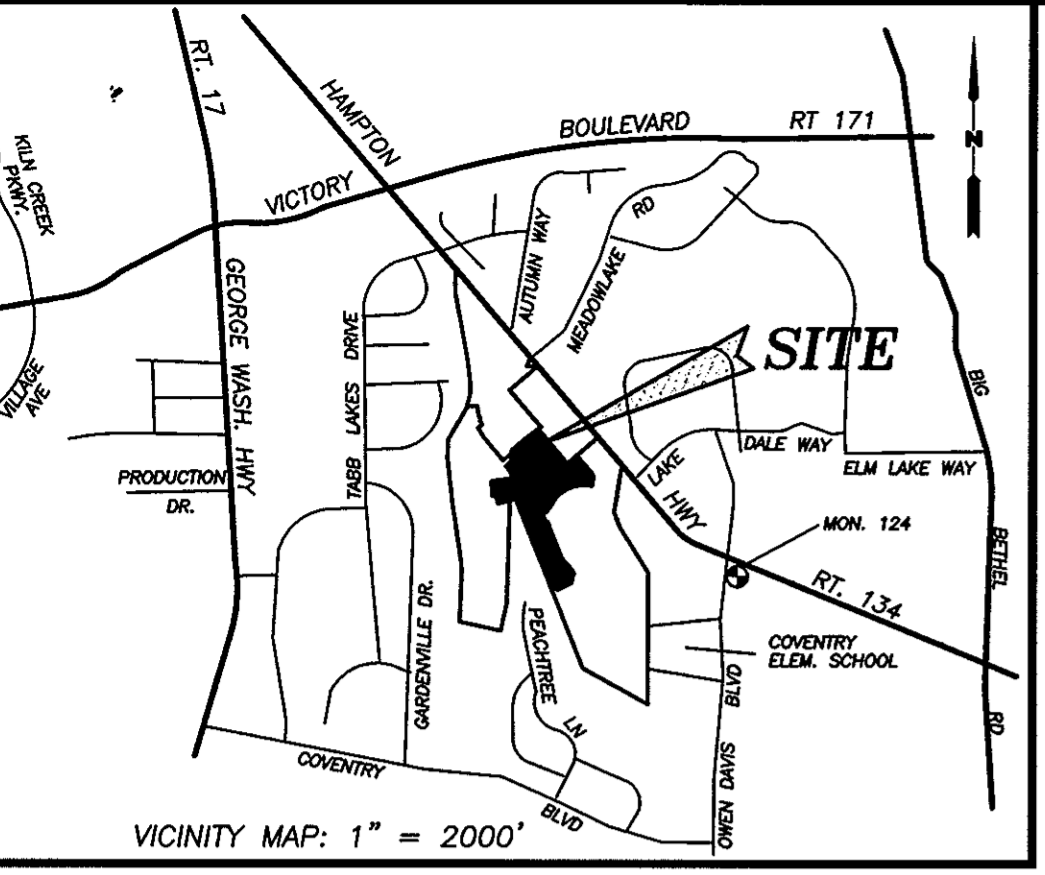 RT. 17
HAMPTON
BOULEVARD
RT 171
N
KILN CREEK
PKWY.
VICTORY
RD
AUTUMN WAY
MEADOWLAKE
GEORGE WASH. HWY
TABB LAKES DRIVE
SITE
VILLAGE
AVE
BIG
DALE WAY
LAKE
ELM LAKE WAY
PRODUCTION
DR.
HWY
MON. 124
BETHEL
RT. 134
PEACHTREE
GARDENVILLE DR.
COVENTRY
ELEM. SCHOOL
BLVD
RD
LN
COVENTRY
OWEN DAVIS
BLVD
VICINITY MAP: 1" = 2000'